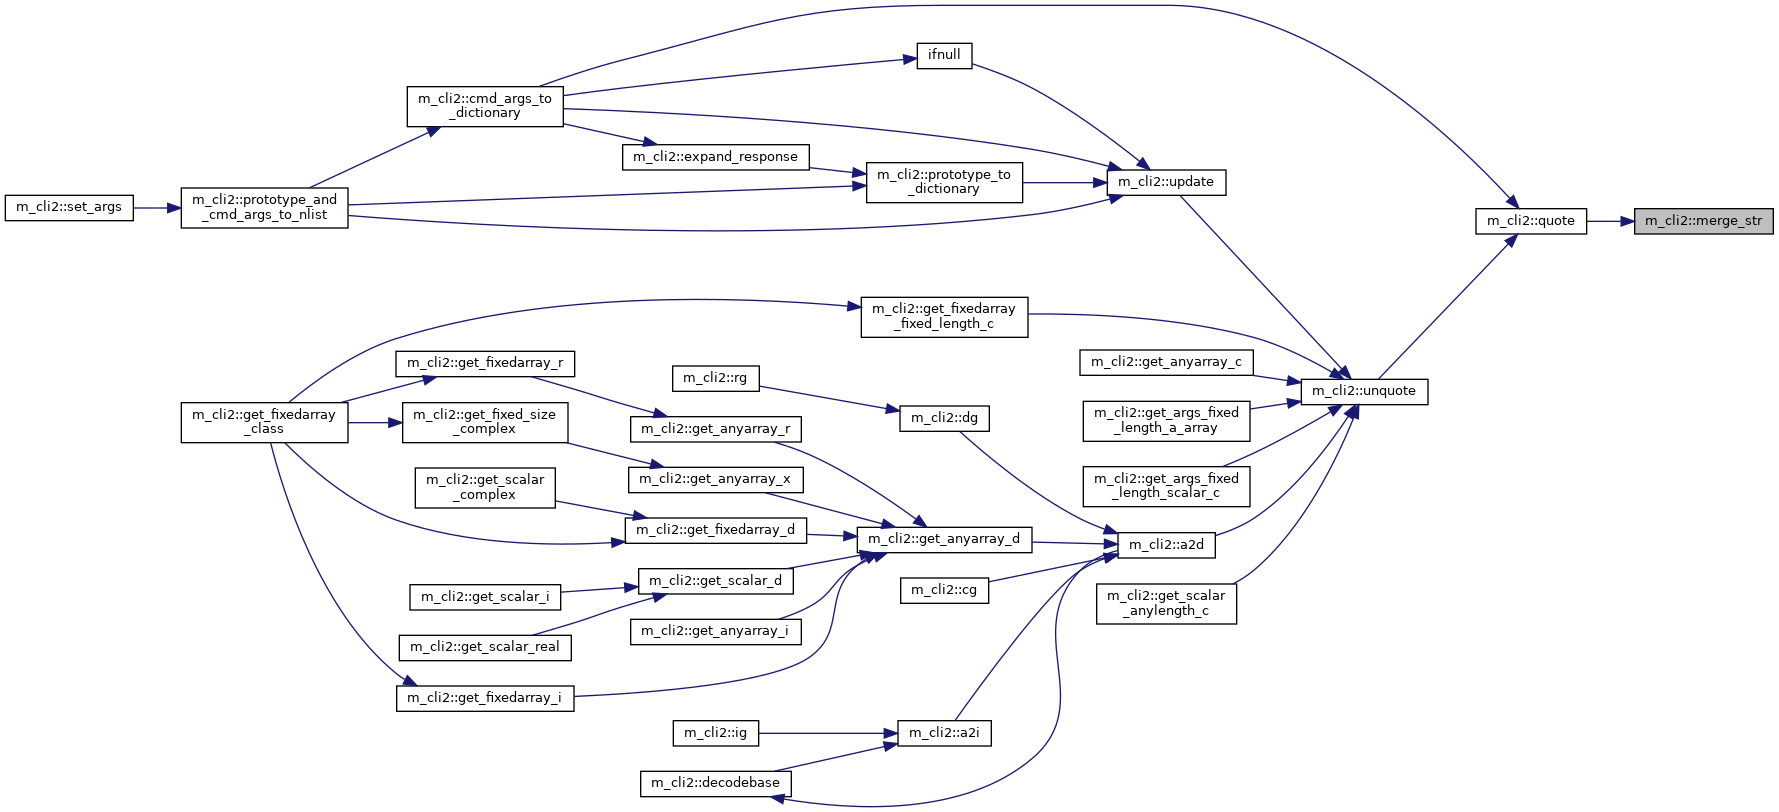 ifnull
m_cli2::cmd_args_to
_dictionary
m_cli2::expand_response
m_cli2::prototype_to
_dictionary
m_cli2::update
m_cli2::set_args
m_cli2::prototype_and
_cmd_args_to_nlist
m_cli2::quote
m_cli2::merge_str
m_cli2::get_fixedarray
_fixed_length_c
m_cli2::get_fixedarray_r
m_cli2::get_anyarray_c
m_cli2::rg
m_cli2::unquote
m_cli2::get_fixedarray
_class
m_cli2::get_fixed_size
_complex
m_cli2::dg
m_cli2::get_args_fixed
_length_a_array
m_cli2::get_anyarray_r
m_cli2::get_scalar
_complex
m_cli2::get_anyarray_x
m_cli2::get_args_fixed
_length_scalar_c
m_cli2::get_fixedarray_d
m_cli2::get_anyarray_d
m_cli2::a2d
m_cli2::get_scalar_d
m_cli2::get_scalar_i
m_cli2::cg
m_cli2::get_scalar
_anylength_c
m_cli2::get_anyarray_i
m_cli2::get_scalar_real
m_cli2::get_fixedarray_i
m_cli2::ig
m_cli2::a2i
m_cli2::decodebase